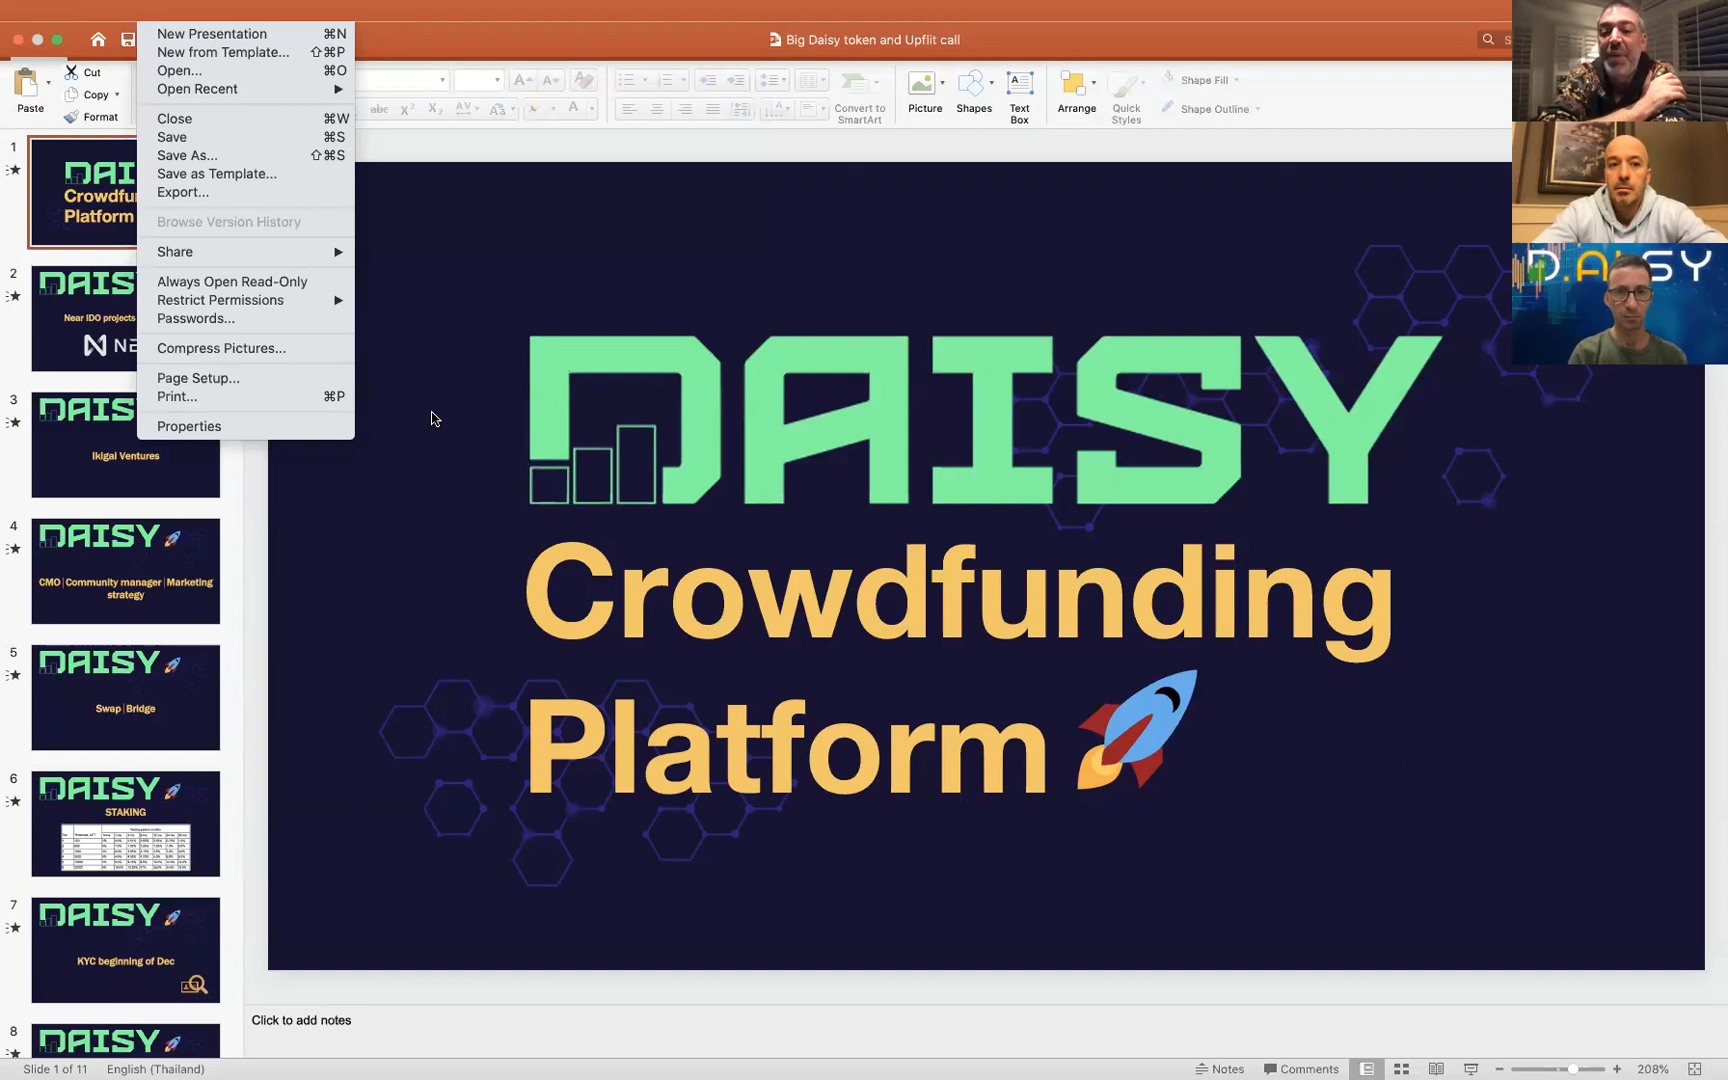 Big Daisy token and Upflit call
New Presentation ⌘N
New from Template... ⇧⌘P
Open... ⌘O
Open Recent
Close ⌘W
Save ⌘S
Save As... ⇧⌘S
Save as Template...
Export...
Browse Version History
Share
Always Open Read-Only
Restrict Permissions
Passwords...
Compress Pictures...
Page Setup...
Print... ⌘P
Properties
Paste
Cut
Copy
Format
Convert to
SmartArt
Picture
Shapes
Text
Box
Arrange
Quick
Styles
Shape Fill
Shape Outline
D.AISY
1
DAI
Crowdfu
Platform
2
DAISY
Near IDO projects
NE
3
DAISY
Ikigai Ventures
4
DAISY
CMO | Community manager | Marketing
strategy
5
DAISY
Swap | Bridge
6
DAISY
STAKING
7
DAISY
KYC beginning of Dec
8
DAISY
DAISY
Crowdfunding
Platform
Click to add notes
Slide 1 of 11
English (Thailand)
Notes
Comments
208%